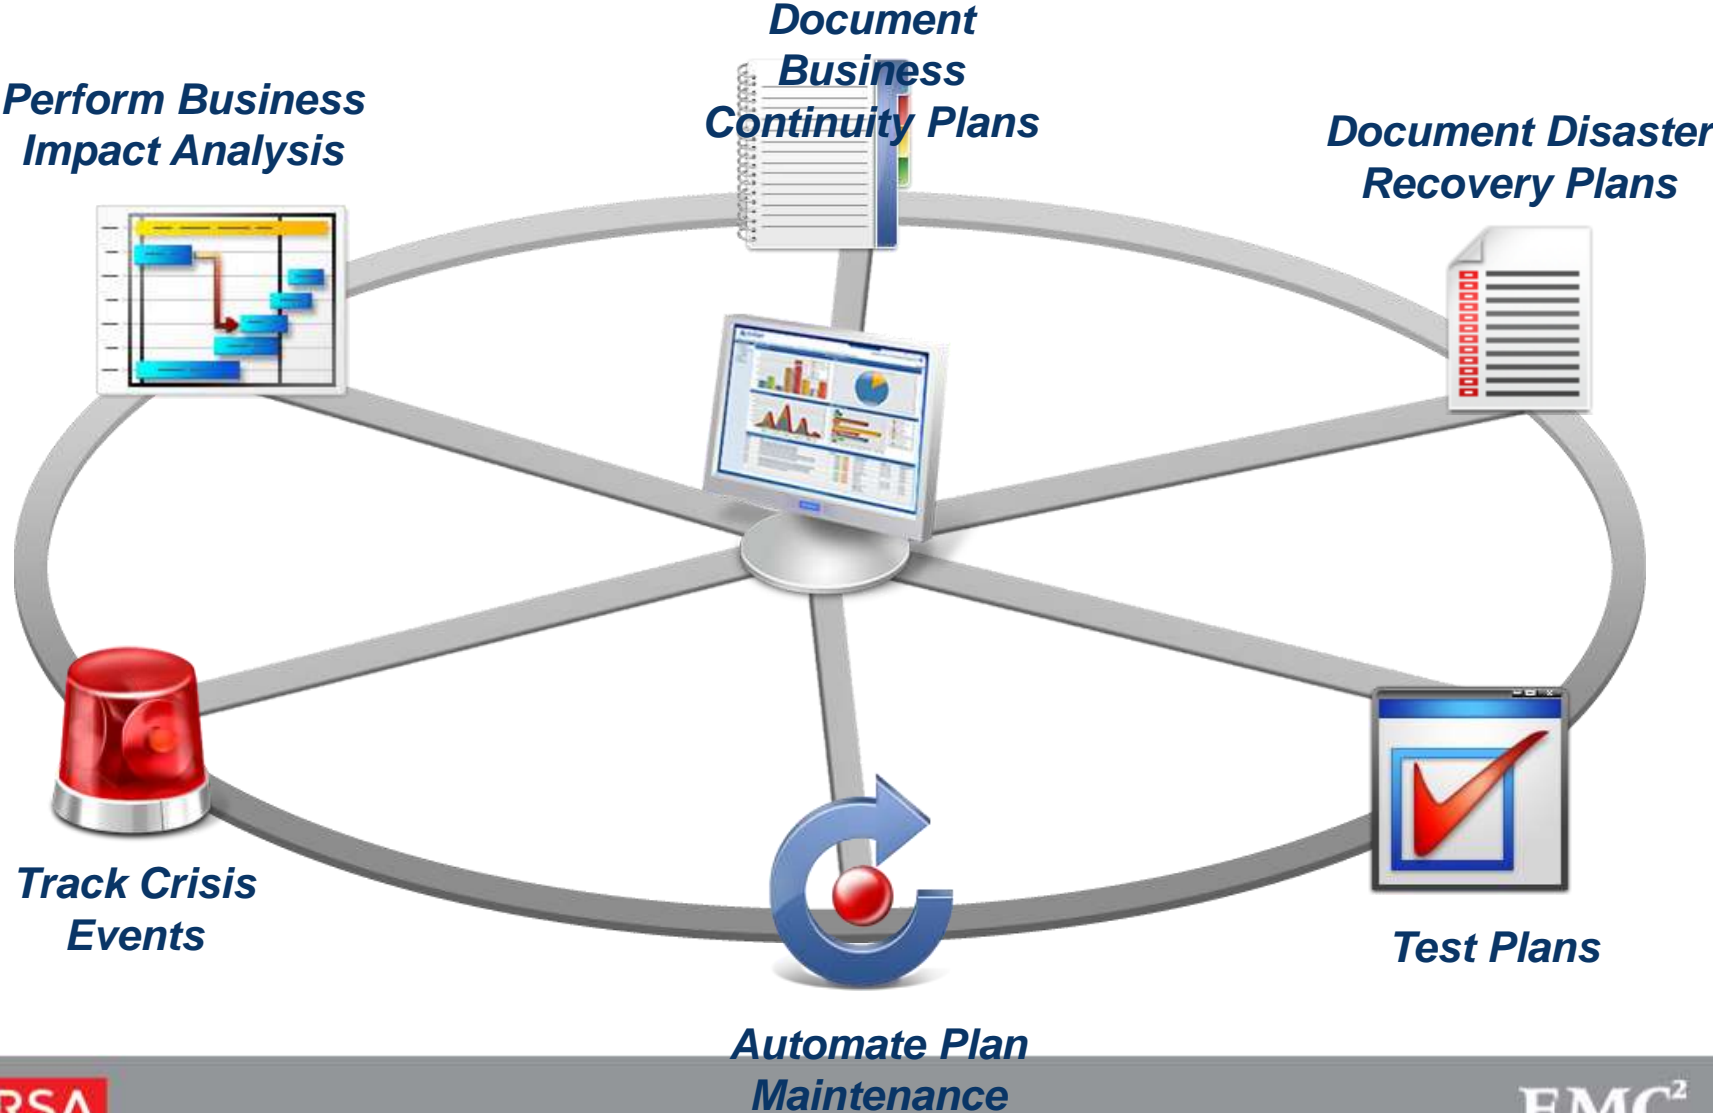 Document
Business
Continuity Plans
Perform Business
Impact Analysis
Document Disaster
Recovery Plans
Track Crisis
Events
Test Plans
Automate Plan
Maintenance
RSA
EMC²